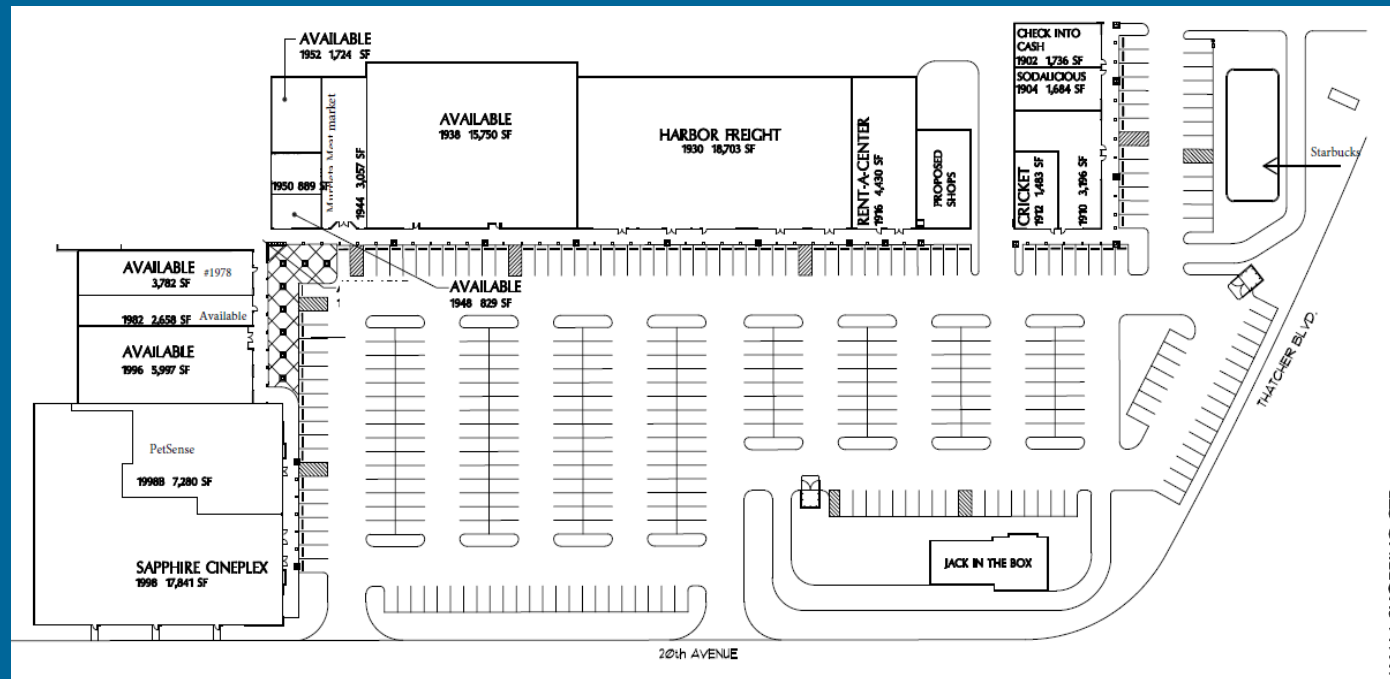 AVAILABLE
1952 1,724 SF
CHECK INTO
CASH
1902 1,736 SF
SODALICIOUS
1904 1,684 SF
Meat market
1944 3,057 SF
AVAILABLE
1938 15,750 SF
HARBOR FREIGHT
1930 18,703 SF
RENT-A-CENTER
1916 4,430 SF
PROPOSED
SHOPS
CRICKET
1912 1,483 SF
1910 3,196 SF
Starbucks
1950 889 SF
AVAILABLE #1978
3,782 SF
AVAILABLE
1948 829 SF
1982 2,658 SF Available
AVAILABLE
1996 5,997 SF
THATCHER BLVD.
PetSense
1998B 7,280 SF
SAPPHIRE CINEPLEX
1998 17,841 SF
JACK IN THE BOX
20th AVENUE